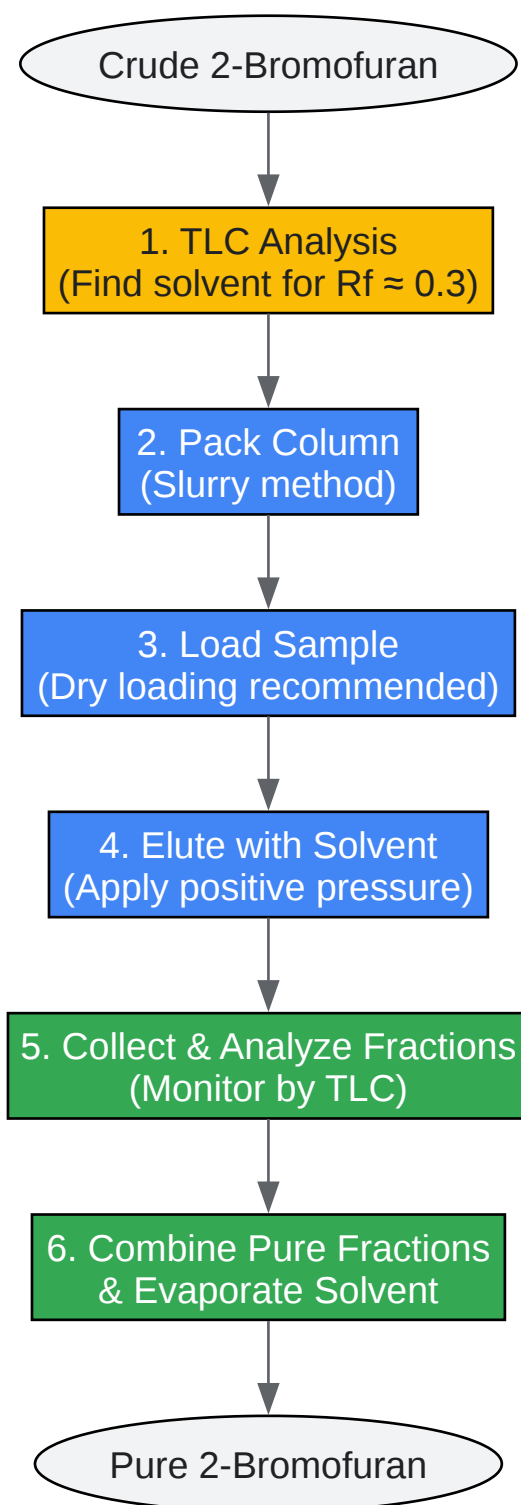 Crude 2-Bromofuran
1. TLC Analysis
(Find solvent for Rf ≈ 0.3)
2. Pack Column
(Slurry method)
3. Load Sample
(Dry loading recommended)
4. Elute with Solvent
(Apply positive pressure)
5. Collect & Analyze Fractions
(Monitor by TLC)
6. Combine Pure Fractions
& Evaporate Solvent
Pure 2-Bromofuran